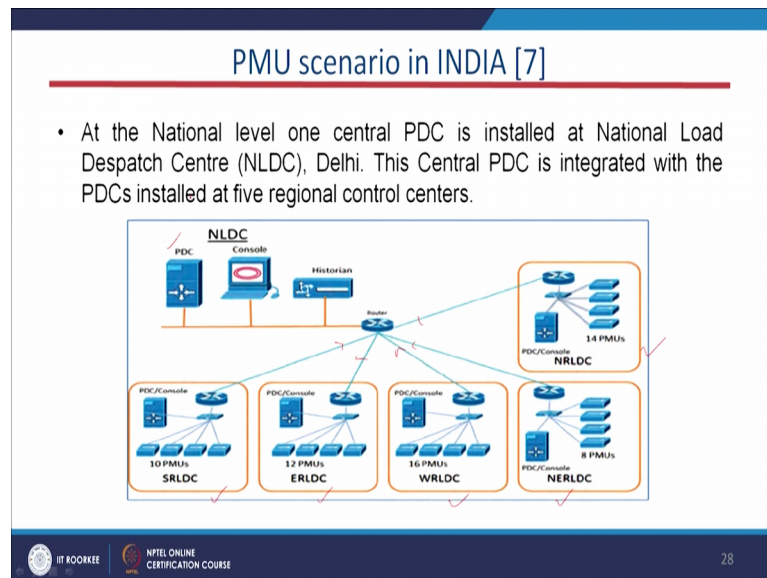 PMU scenario in INDIA [7]
• At the National level one central PDC is installed at National Load
Despatch Centre (NLDC), Delhi. This Central PDC is integrated with the
PDCs installed at five regional control centers.
NLDC
PDC
Console
Historian
Router
14 PMUs
PDC/Console
NRLDC
PDC/Console
10 PMUs
SRLDC
PDC/Console
12 PMUs
ERLDC
PDC/Console
16 PMUs
WRLDC
8 PMUs
PDC/Console
NERLDC
IIT ROORKEE
NPTEL ONLINE
CERTIFICATION COURSE
28